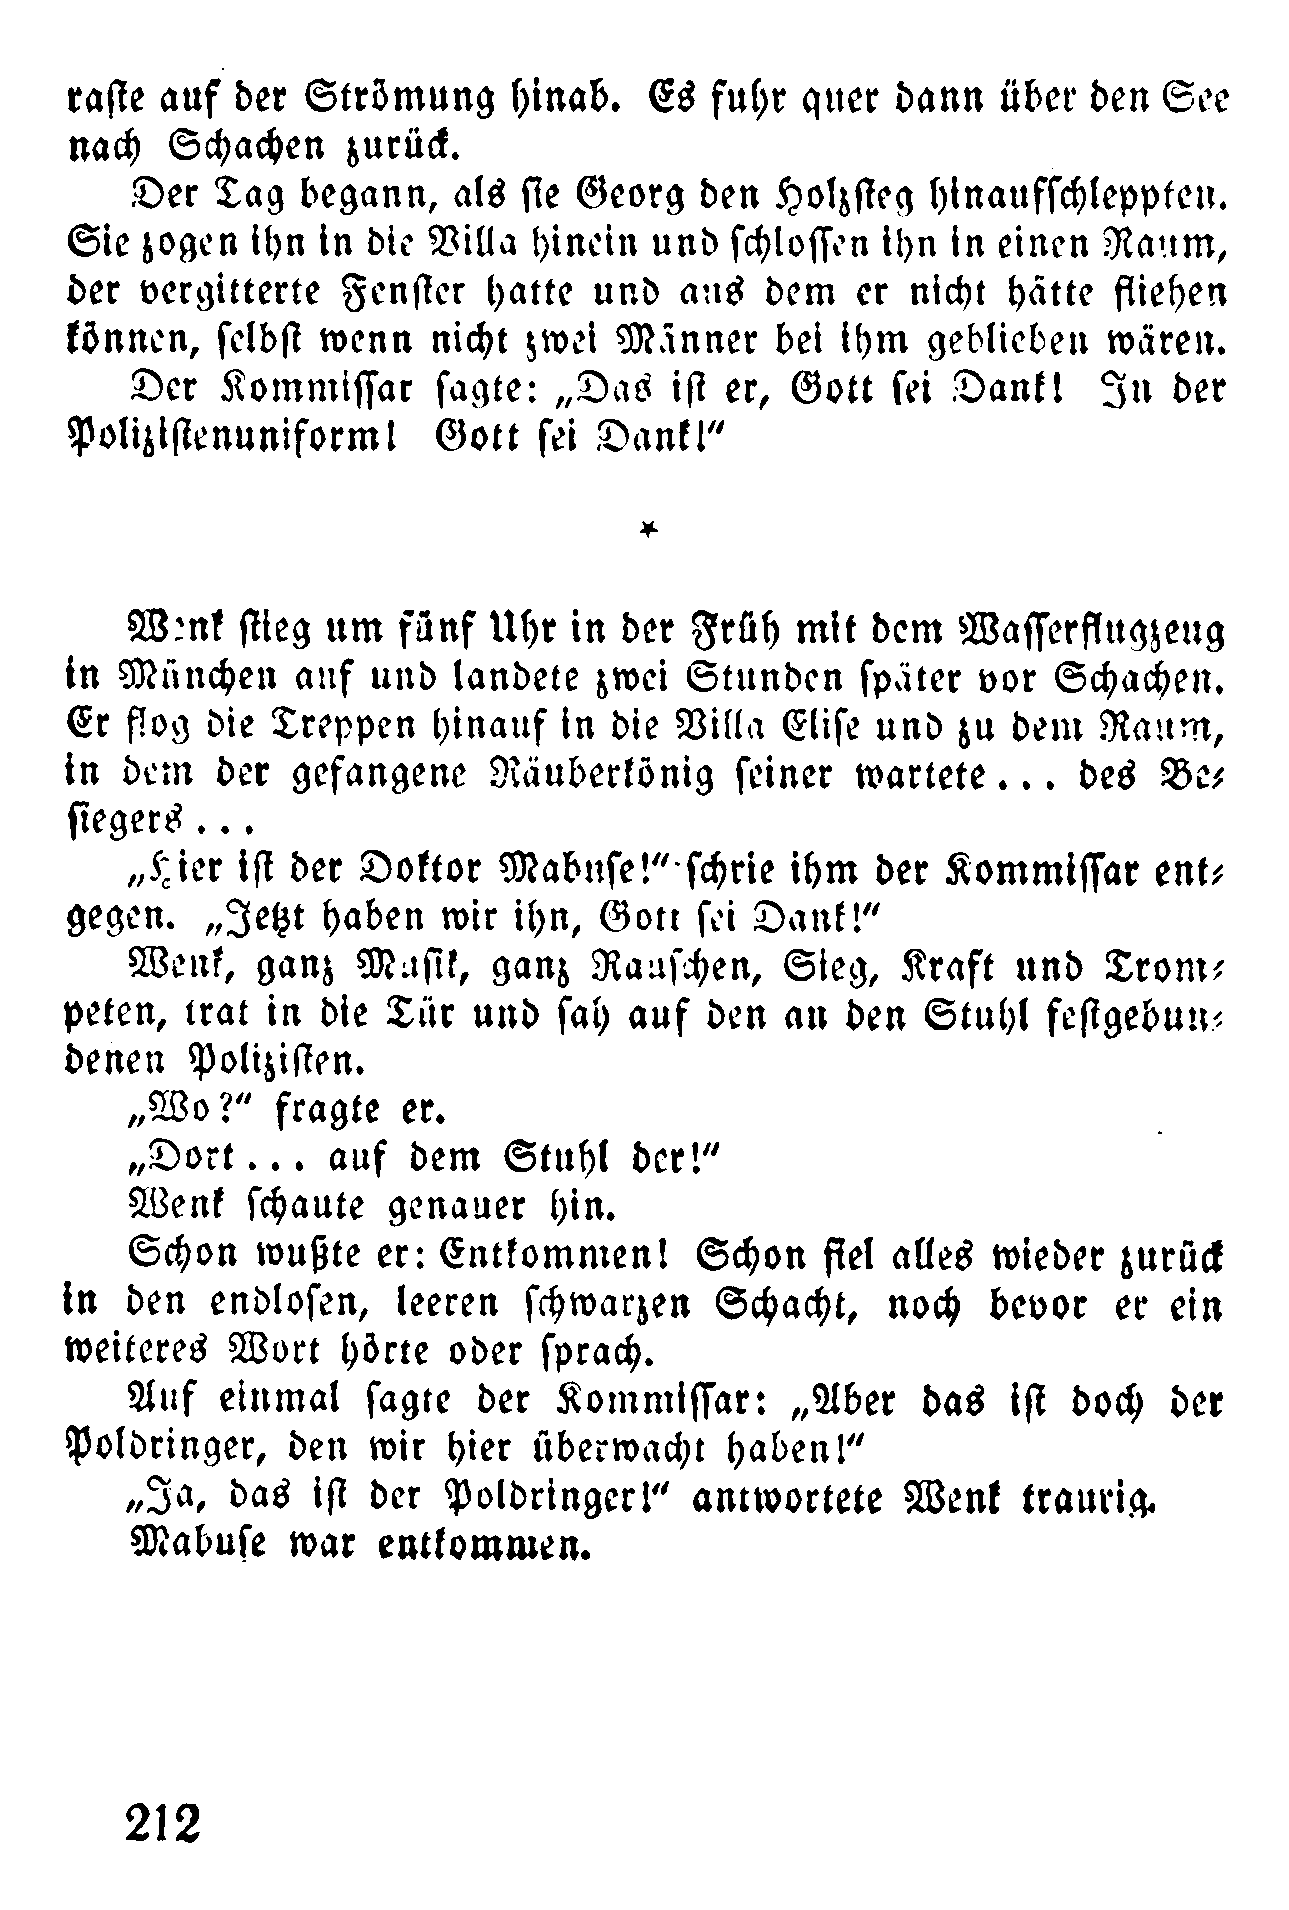 raste auf der Strömung hinab. Es fuhr quer dann über den See
nach Schachen zurück.
Der Tag begann, als sie Georg den Holzsteg hinaufschleppten.
Sie zogen ihn in die Villa hinein und schlossen ihn in einen Raum,
der vergitterte Fenster hatte und aus dem er nicht hätte fliehen
können, selbst wenn nicht zwei Männer bei ihm geblieben wären.
Der Kommissar sagte: „Das ist er, Gott sei Dank! In der
Polizistenuniform! Gott sei Dank!“
*
Wenk stieg um fünf Uhr in der Früh mit dem Wasserflugzeug
in München auf und landete zwei Stunden später vor Schachen.
Er flog die Treppen hinauf in die Villa Elise und zu dem Raum,
in dem der gefangene Räuberkönig seiner wartete... des Be-
siegers...
„Hier ist der Doktor Mabuse!“ schrie ihm der Kommissar ent-
gegen. „Jetzt haben wir ihn, Gott sei Dank!“
Wenk, ganz Musik, ganz Rauschen, Sieg, Kraft und Trom-
peten, trat in die Tür und sah auf den an den Stuhl festgebun-
denen Polizisten.
„Wo?“ fragte er.
„Dort... auf dem Stuhl der!“
Wenk schaute genauer hin.
Schon wußte er: Entkommen! Schon fiel alles wieder zurück
in den endlosen, leeren schwarzen Schacht, noch bevor er ein
weiteres Wort hörte oder sprach.
Auf einmal sagte der Kommissar: „Aber das ist doch der
Poldringer, den wir hier überwacht haben!“
„Ja, das ist der Poldringer!“ antwortete Wenk traurig.
Mabuse war entkommen.
212